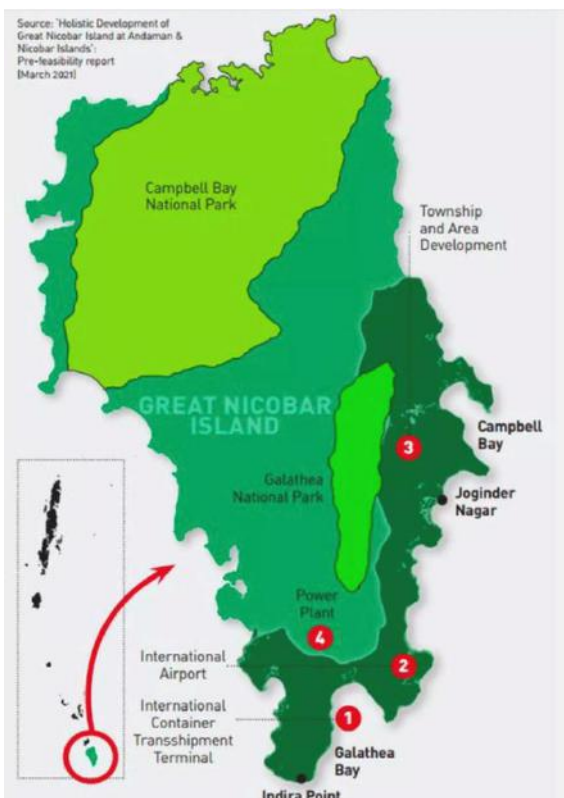 Source: 'Holistic Development of
Great Nicobar Island at Andaman &
Nicobar Islands':
Pre-feasibility report
(March 2021)
Campbell Bay
National Park
Township
and Area
Development
GREAT NICOBAR
ISLAND
Campbell
Bay
3
Galathea
National Park
Joginder
Nagar
Power
Plant
4
International
Airport
2
International
Container
Transshipment
Terminal
1
Galathea
Bay
Indira Point